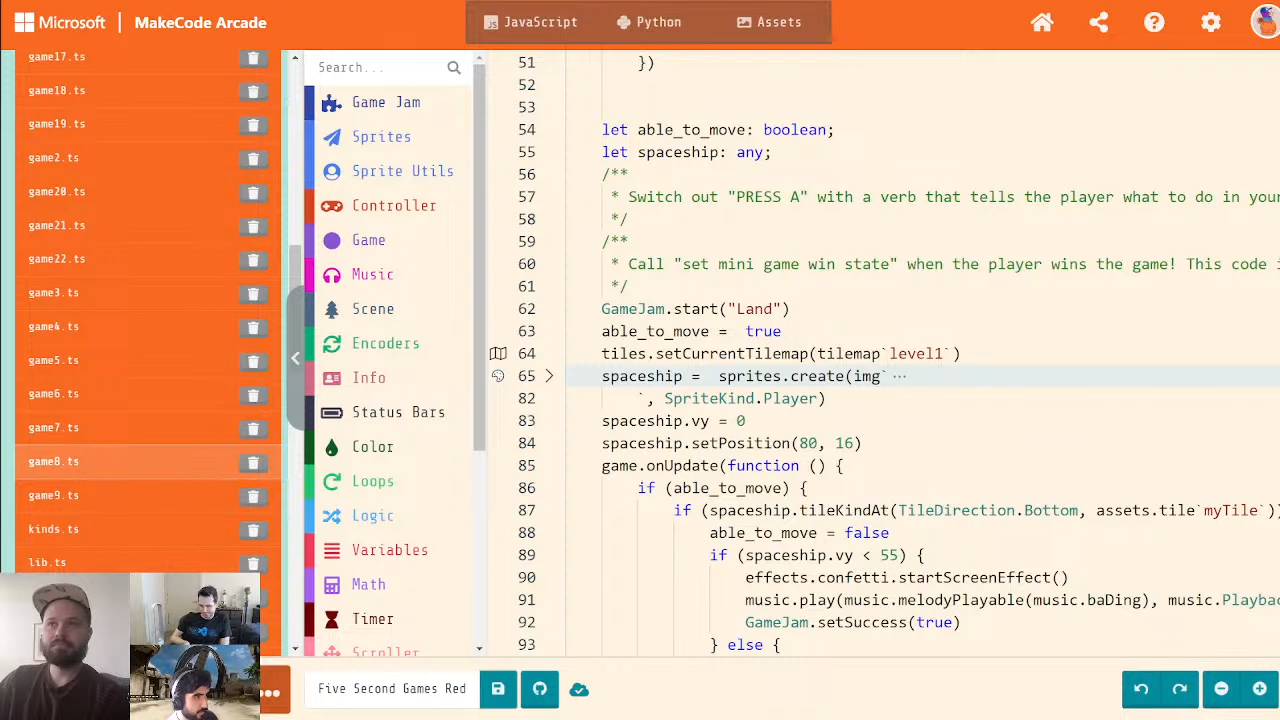 Microsoft | MakeCode Arcade
JavaScript
Python
Assets
game17.ts
game18.ts
game19.ts
game2.ts
game20.ts
game21.ts
game22.ts
game3.ts
game4.ts
game5.ts
game6.ts
game7.ts
game8.ts
game9.ts
kinds.ts
lib.ts
Search...
Game Jam
Sprites
Sprite Utils
Controller
Game
Music
Scene
Encoders
Info
Status Bars
Color
Loops
Logic
Variables
Math
Timer
Scroller
51 })
52
53
54 let able_to_move: boolean;
55 let spaceship: any;
56 /**
57 * Switch out "PRESS A" with a verb that tells the player what to do in your
58 */
59 /**
60 * Call "set mini game win state" when the player wins the game! This code i
61 */
62 GameJam.start("Land")
63 able_to_move = true
64 tiles.setCurrentTilemap(tilemap`level1`)
65 spaceship = sprites.create(img` ···
82 `, SpriteKind.Player)
83 spaceship.vy = 0
84 spaceship.setPosition(80, 16)
85 game.onUpdate(function () {
86 if (able_to_move) {
87 if (spaceship.tileKindAt(TileDirection.Bottom, assets.tile`myTile`))
88 able_to_move = false
89 if (spaceship.vy < 55) {
90 effects.confetti.startScreenEffect()
91 music.play(music.melodyPlayable(music.baDing), music.Playbac
92 GameJam.setSuccess(true)
93 } else {
Five Second Games Red